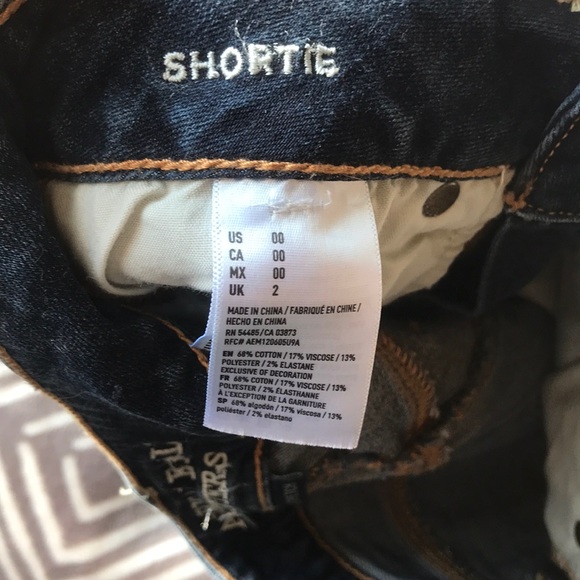 SHORTIE
US 00
CA 00
MX 00
UK 2
MADE IN CHINA / FABRIQUÉ EN CHINE /
HECHO EN CHINA
RN 54485/CA 03873
RFC# AEM120605U9A
EN 68% COTTON / 17% VISCOSE / 13%
POLYESTER / 2% ELASTANE
EXCLUSIVE OF DECORATION
FR 68% COTON / 17% VISCOSE / 13%
POLYESTER / 2% ÉLASTHANNE
À L'EXCEPTION DE LA GARNITURE
SP 68% algodón / 17% viscosa / 13%
poliéster / 2% elastano